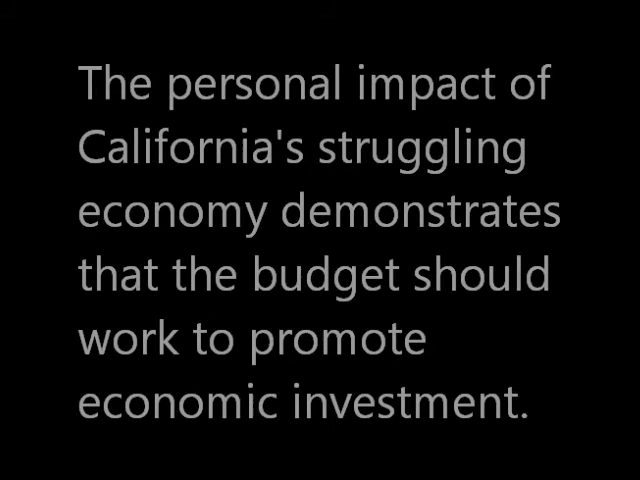 The personal impact of
California's struggling
economy demonstrates
that the budget should
work to promote
economic investment.